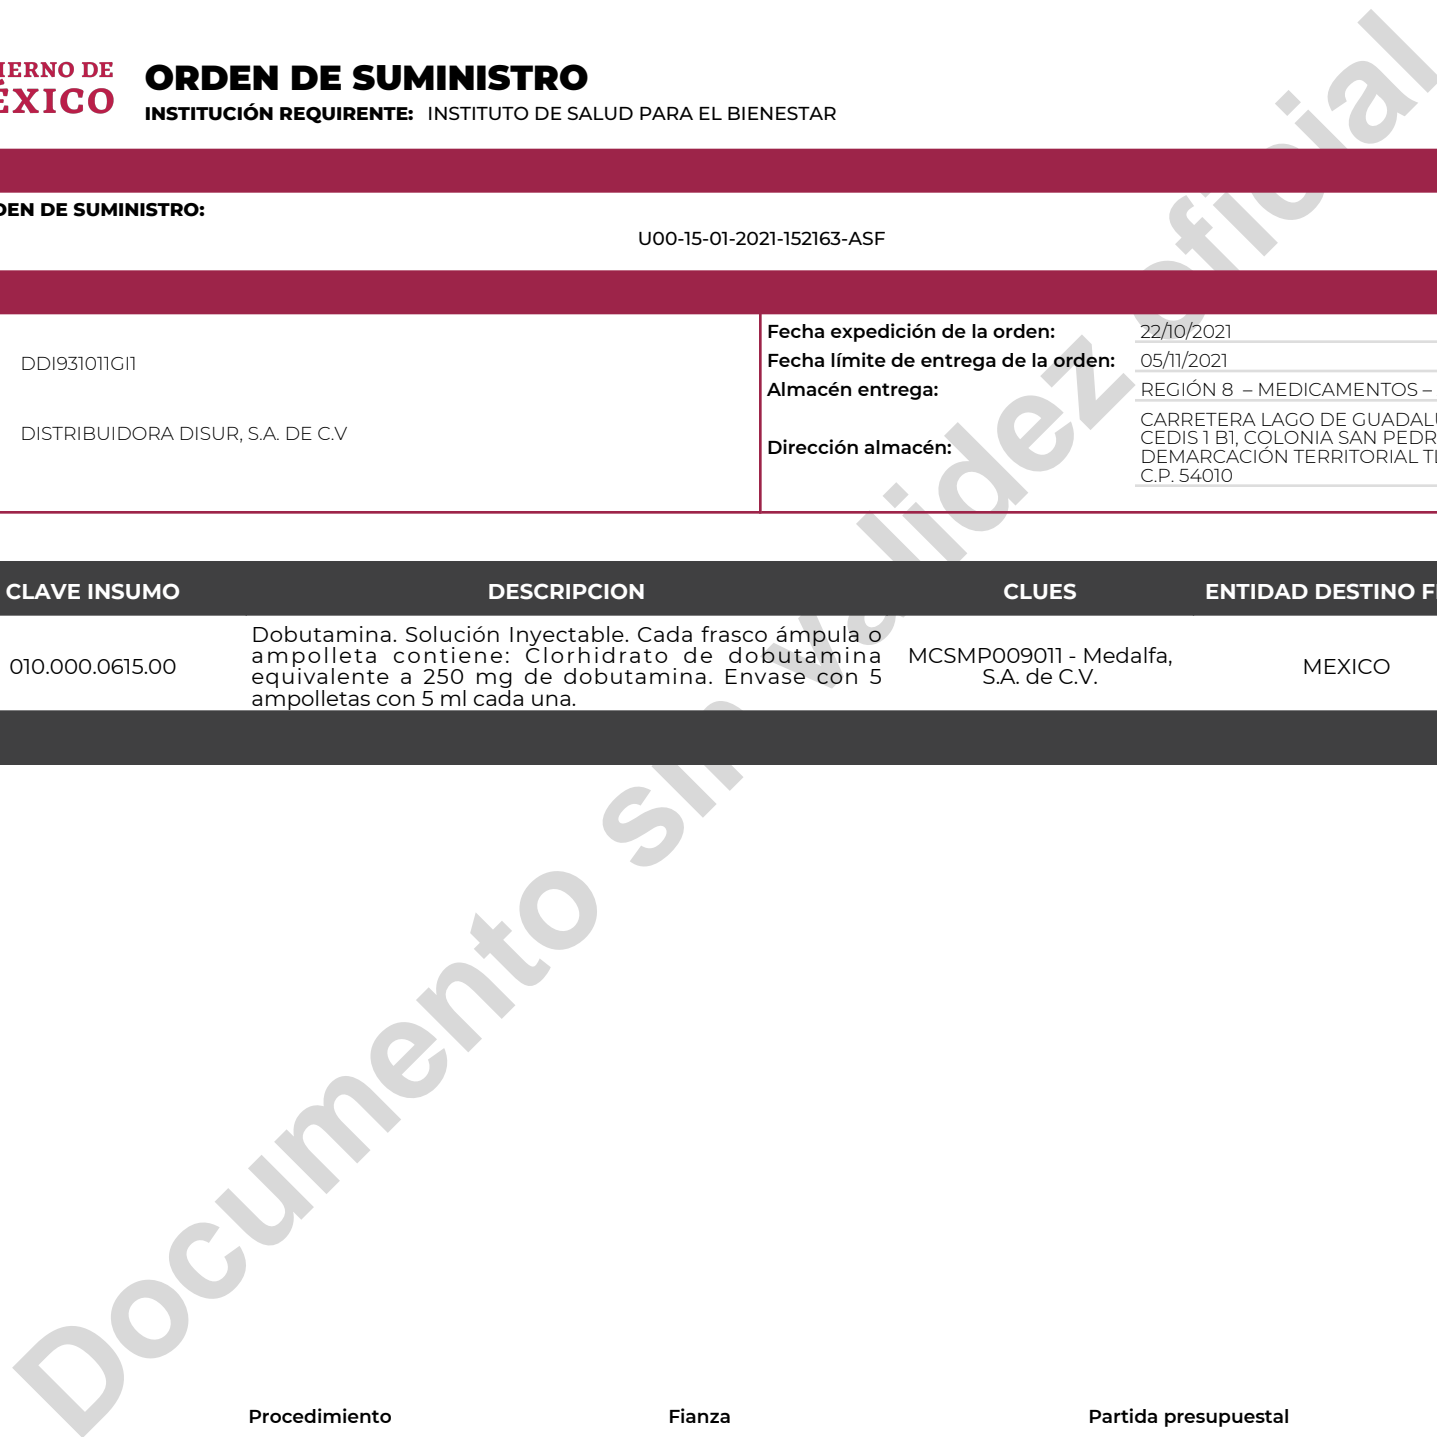 IERNO DE
ÉXICO
ORDEN DE SUMINISTRO
INSTITUCIÓN REQUIRENTE: INSTITUTO DE SALUD PARA EL BIENESTAR
DEN DE SUMINISTRO:
U00-15-01-2021-152163-ASF
DDI931011GI1
DISTRIBUIDORA DISUR, S.A. DE C.V
Fecha expedición de la orden: 22/10/2021
Fecha límite de entrega de la orden: 05/11/2021
Almacén entrega: REGIÓN 8 – MEDICAMENTOS –
Dirección almacén:
CARRETERA LAGO DE GUADALU
CEDIS 1 B1, COLONIA SAN PEDR
DEMARCACIÓN TERRITORIAL TL
C.P. 54010
CLAVE INSUMO DESCRIPCION CLUES ENTIDAD DESTINO FI
010.000.0615.00
Dobutamina. Solución Inyectable. Cada frasco ámpula o
ampolleta contiene: Clorhidrato de dobutamina
equivalente a 250 mg de dobutamina. Envase con 5
ampolletas con 5 ml cada una.
MCSMP009011 - Medalfa,
S.A. de C.V.
MEXICO
Documento sin validez oficial
Procedimiento Fianza Partida presupuestal